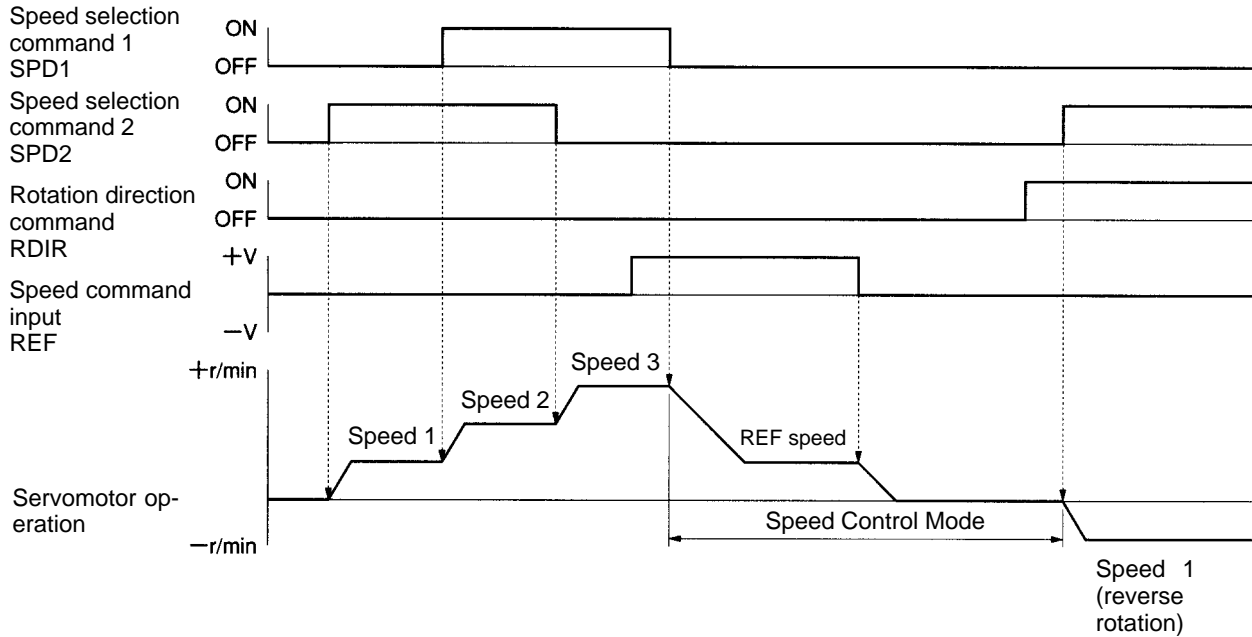 Speed selection
command 1
SPD1
ON
OFF
Speed selection
command 2
SPD2
ON
OFF
Rotation direction
command
RDIR
ON
OFF
Speed command
input
REF
+V
−V
+r/min
Speed 3
Speed 2
Speed 1
REF speed
Servomotor op-
eration
Speed Control Mode
−r/min
Speed 1
(reverse
rotation)